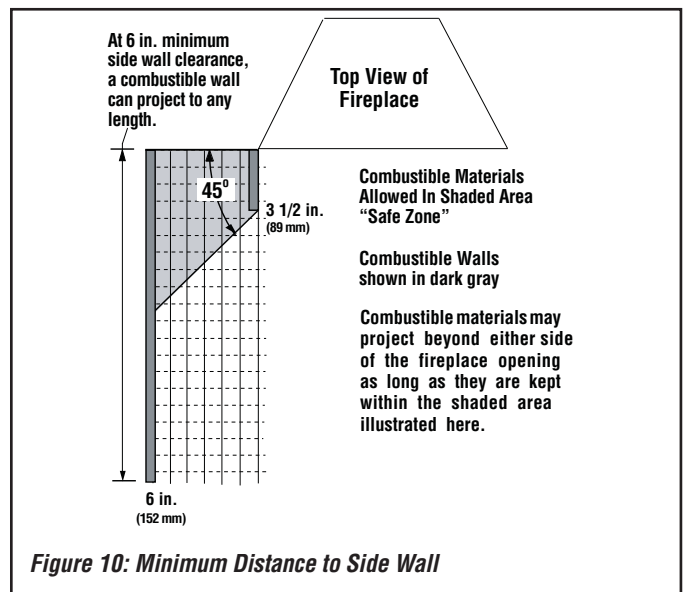 At 6 in. minimum
side wall clearance,
a combustible wall
can project to any
length.
Top View of
Fireplace
45°
3 1/2 in.
(89 mm)
Combustible Materials
Allowed In Shaded Area
“Safe Zone”
Combustible Walls
shown in dark gray
Combustible materials may
project beyond either side
of the fireplace opening
as long as they are kept
within the shaded area
illustrated here.
6 in.
(152 mm)
Figure 10: Minimum Distance to Side Wall